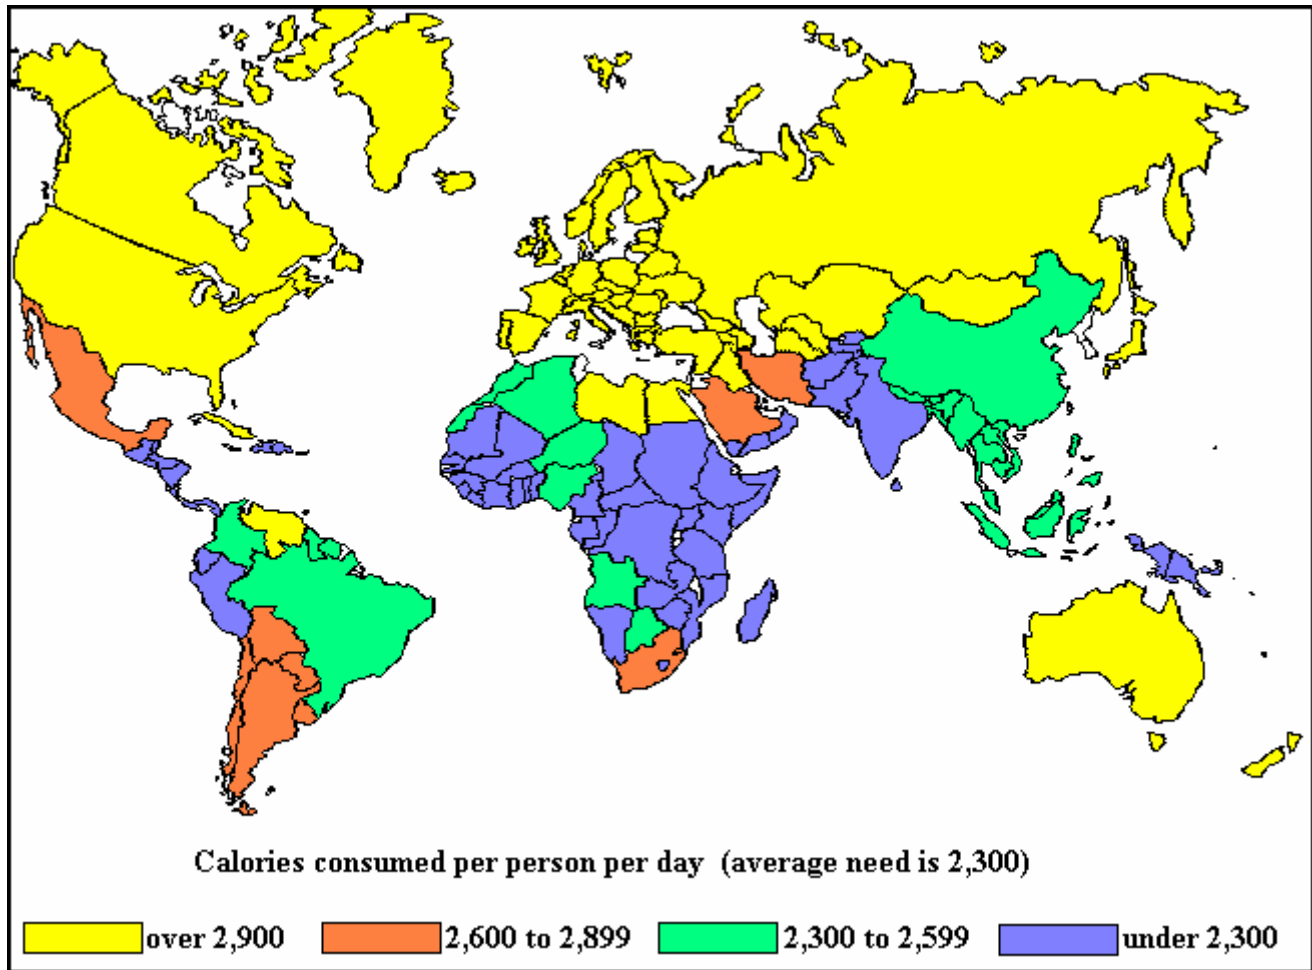 Calories consumed per person per day (average need is 2,300)
over 2,900 2,600 to 2,899 2,300 to 2,599 under 2,300